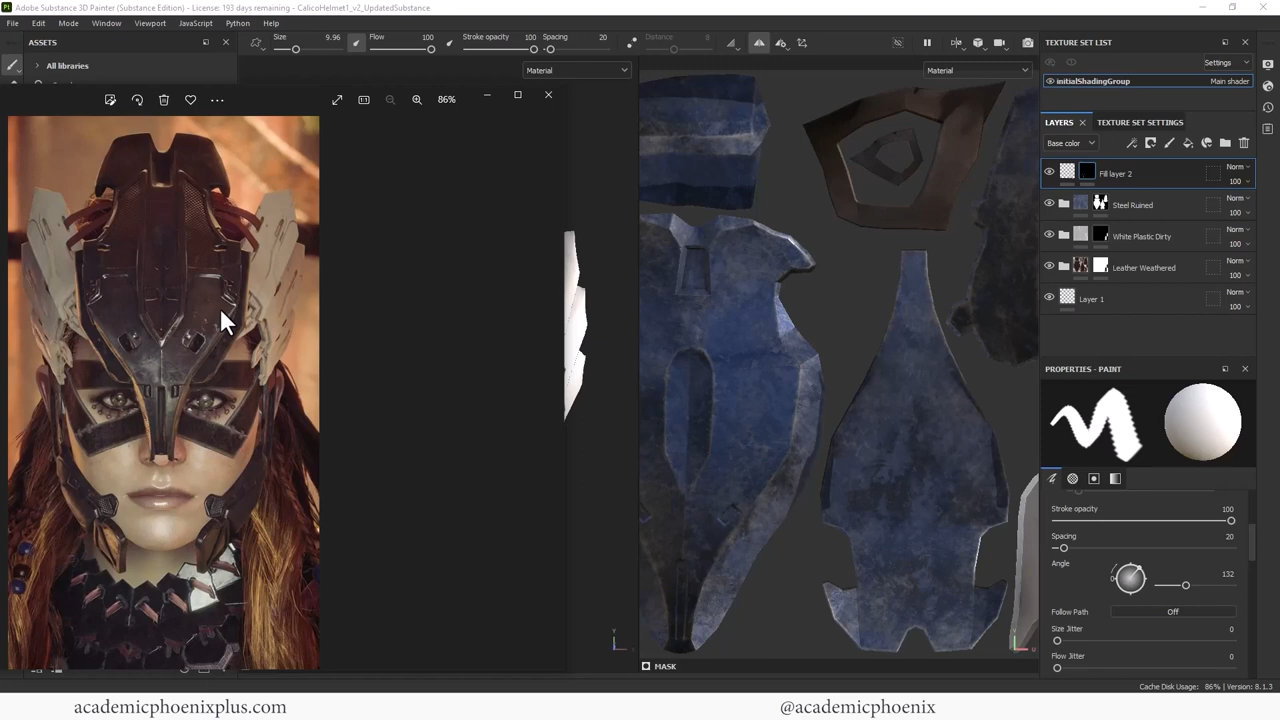 Adobe Substance 3D Painter (Substance Edition) - License: 193 days remaining - CalicoHelmet1_v2_UpdatedSubstance
File Edit Mode Window Viewport JavaScript Python Help
ASSETS
Size 9.96 Flow 100 Stroke opacity 100 Spacing 20 Distance 8
All libraries
Material
Material
86%
TEXTURE SET LIST
Settings
initialShadingGroup Main shader
LAYERS TEXTURE SET SETTINGS
Base color
Fill layer 2 Norm 100
Steel Ruined Norm 100
White Plastic Dirty Norm 100
Leather Weathered Norm 100
Layer 1 Norm 100
PROPERTIES - PAINT
Stroke opacity 100
Spacing 20
Angle 132
Follow Path Off
Size Jitter 0
Flow Jitter 0
MASK
Cache Disk Usage: 86% | Version: 8.1.3
academicphoenixplus.com @academicphoenix